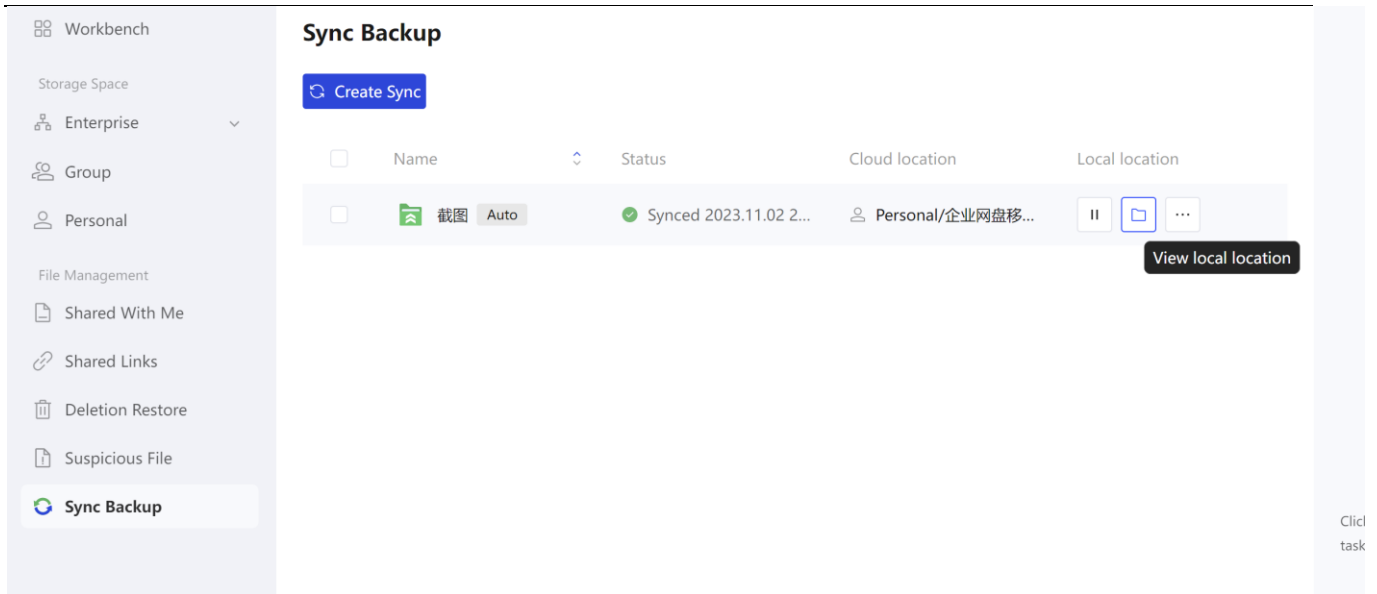 Workbench
Storage Space
Enterprise
Group
Personal
File Management
Shared With Me
Shared Links
Deletion Restore
Suspicious File
Sync Backup
Sync Backup
Create Sync
Name Status Cloud location Local location
截图 Auto Synced 2023.11.02 2... Personal/企业网盘移...
View local location
task